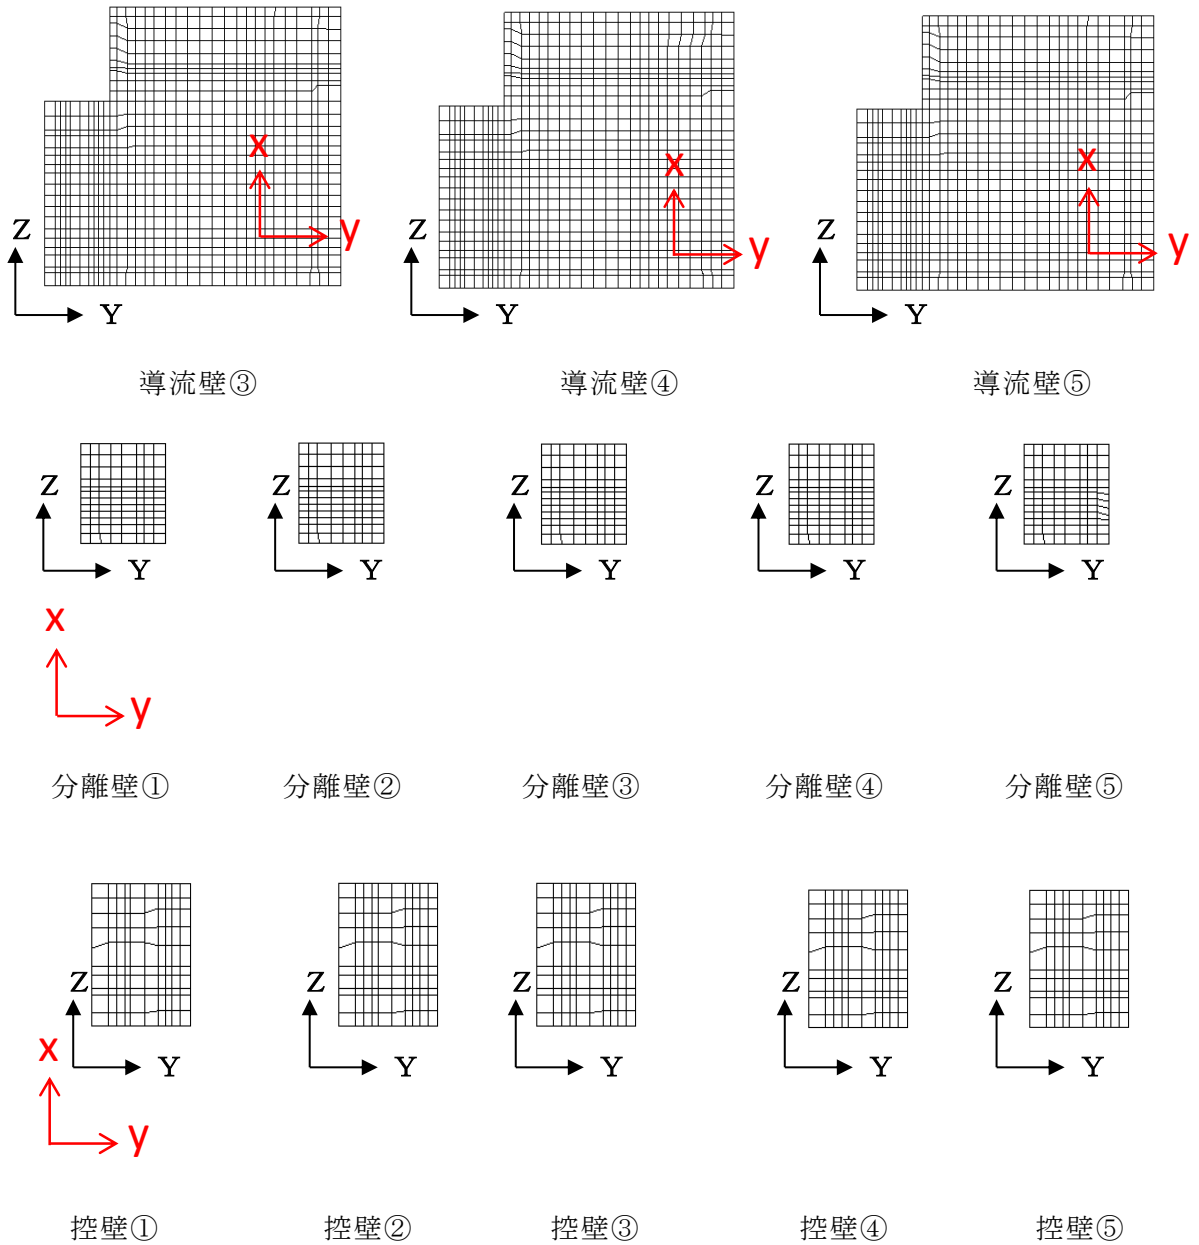 x x x
Z y Z y Z y
Y Y Y
導流壁③ 導流壁④ 導流壁⑤
Z Z Z Z Z
Y Y Y Y Y
x
y
分離壁① 分離壁② 分離壁③ 分離壁④ 分離壁⑤
Z Z Z Z Z
x Y Y Y Y Y
y
控壁① 控壁② 控壁③ 控壁④ 控壁⑤